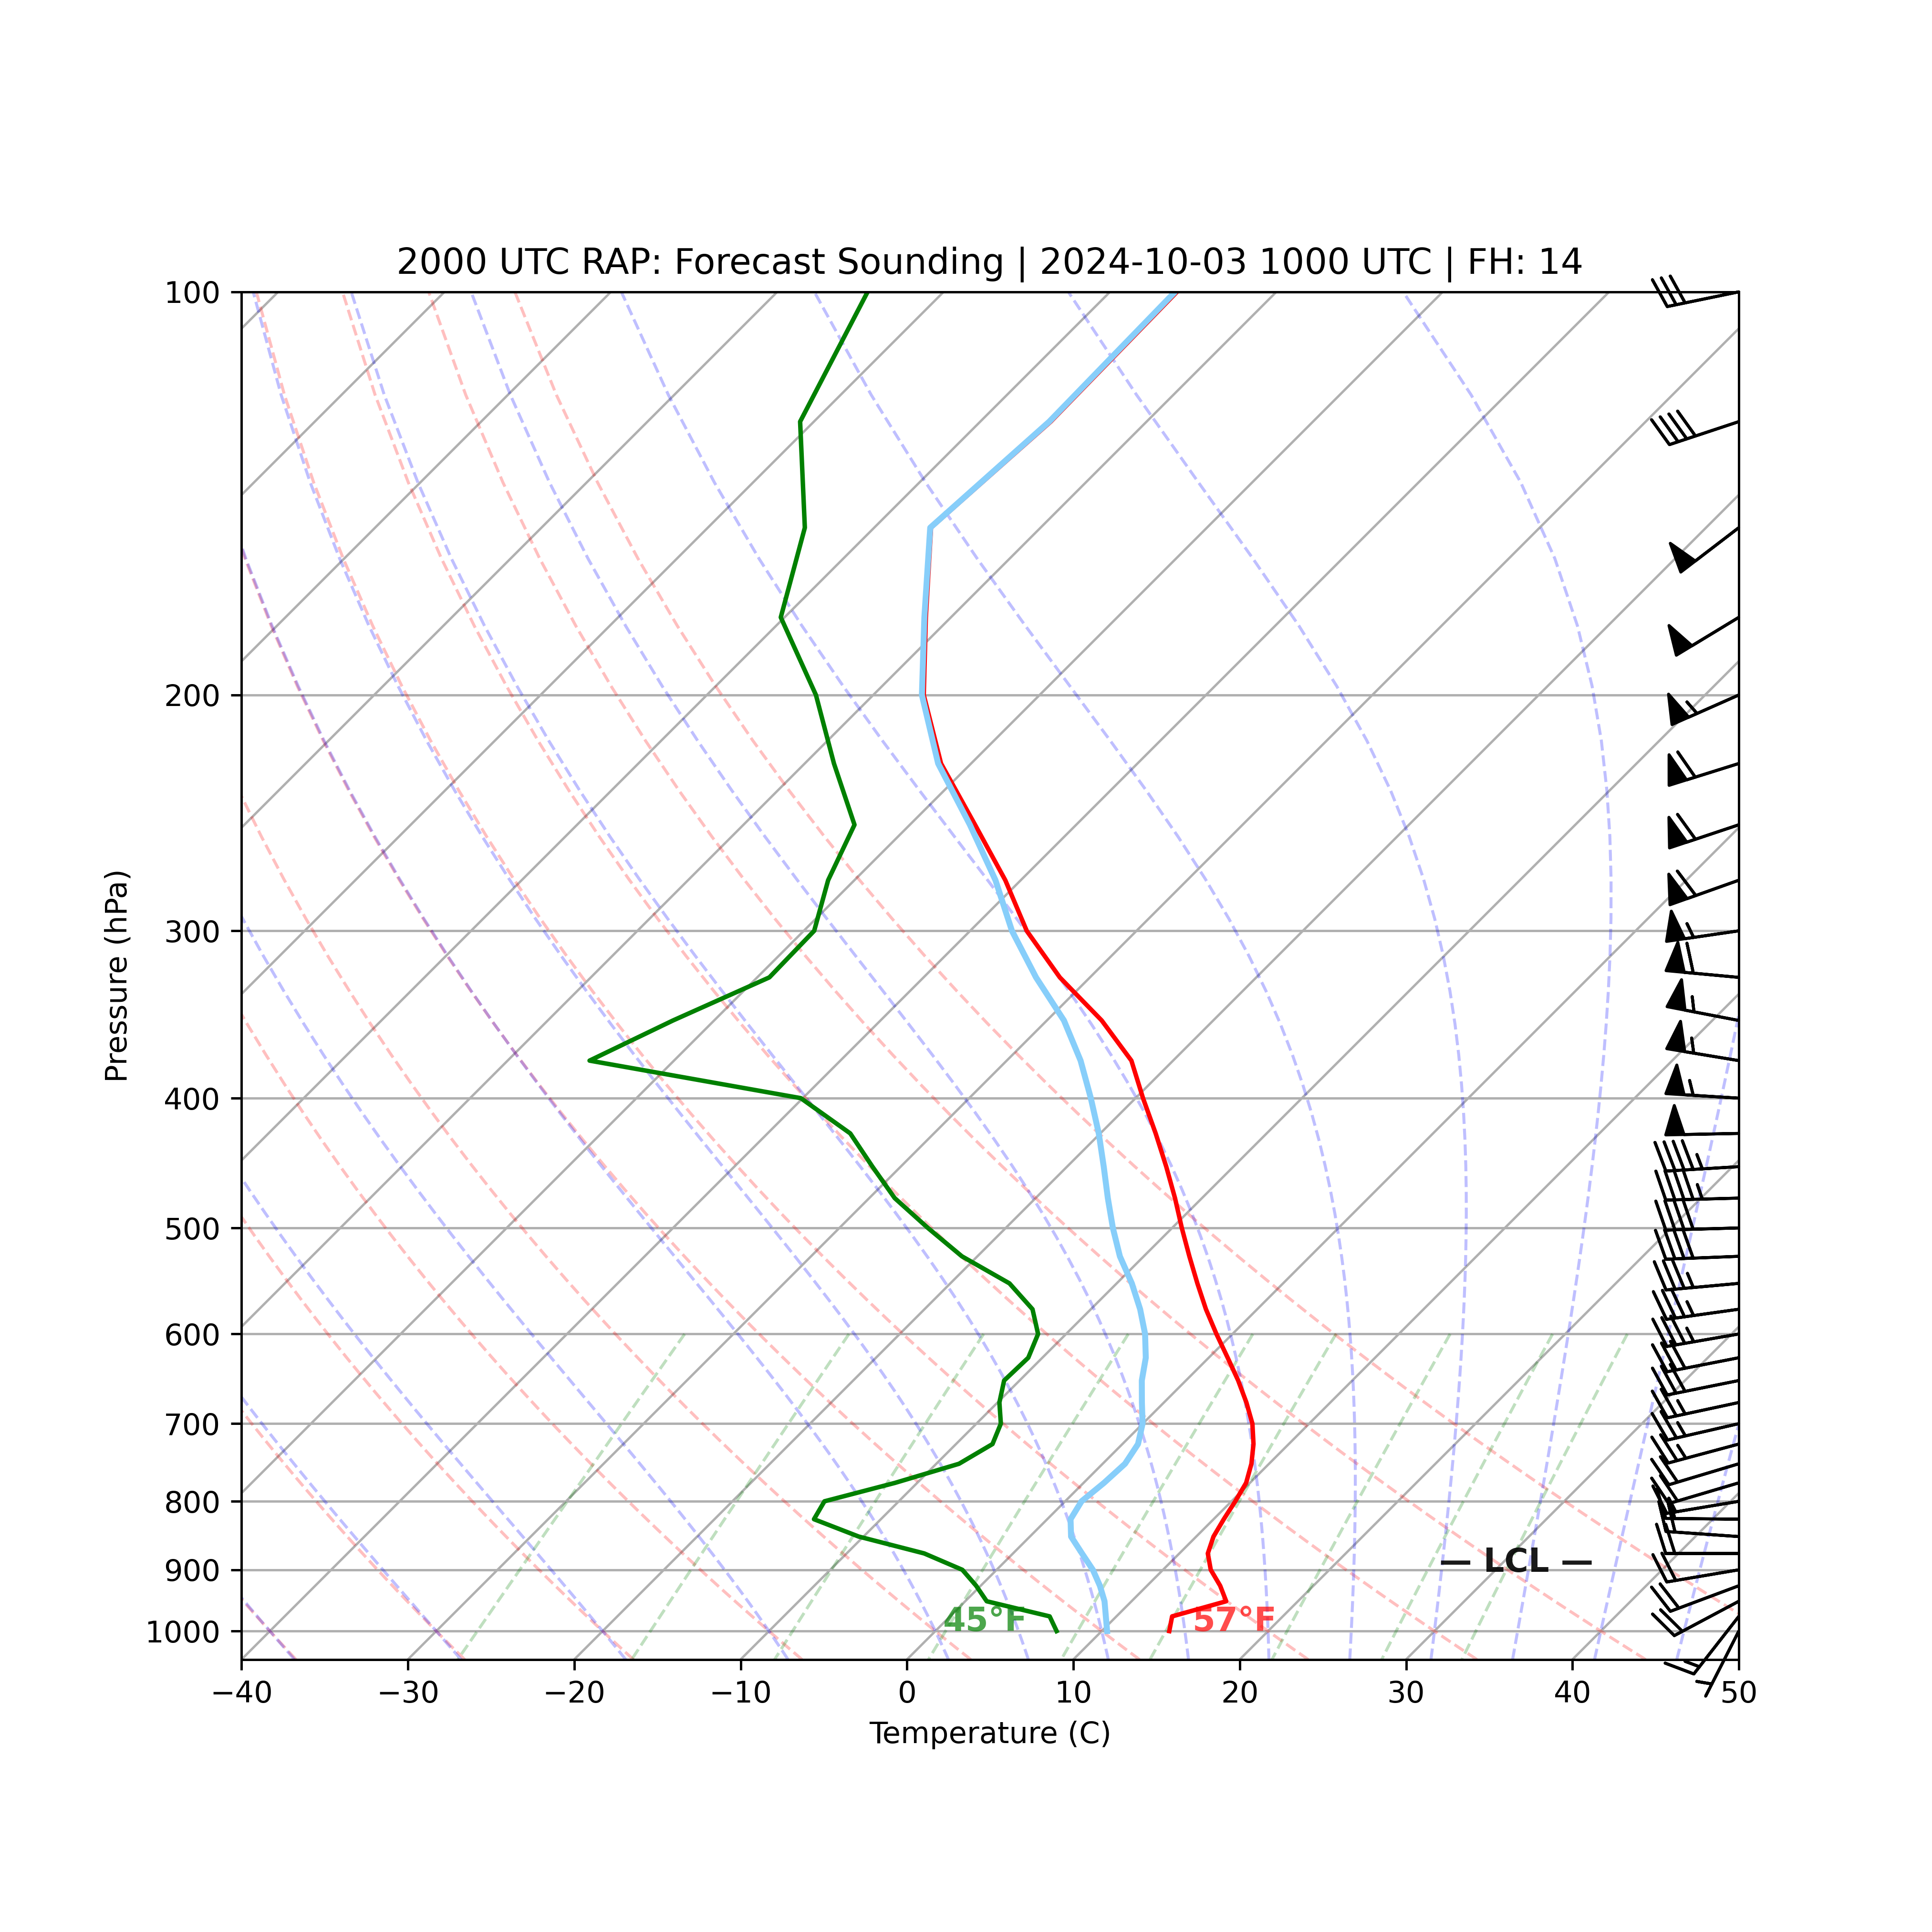 2000 UTC RAP: Forecast Sounding | 2024-10-03 1000 UTC | FH: 14
100
200
300
400
500
600
700
800
900
1000
Pressure (hPa)
— LCL —
45°F
57°F
−40 −30 −20 −10 0 10 20 30 40 50
Temperature (C)